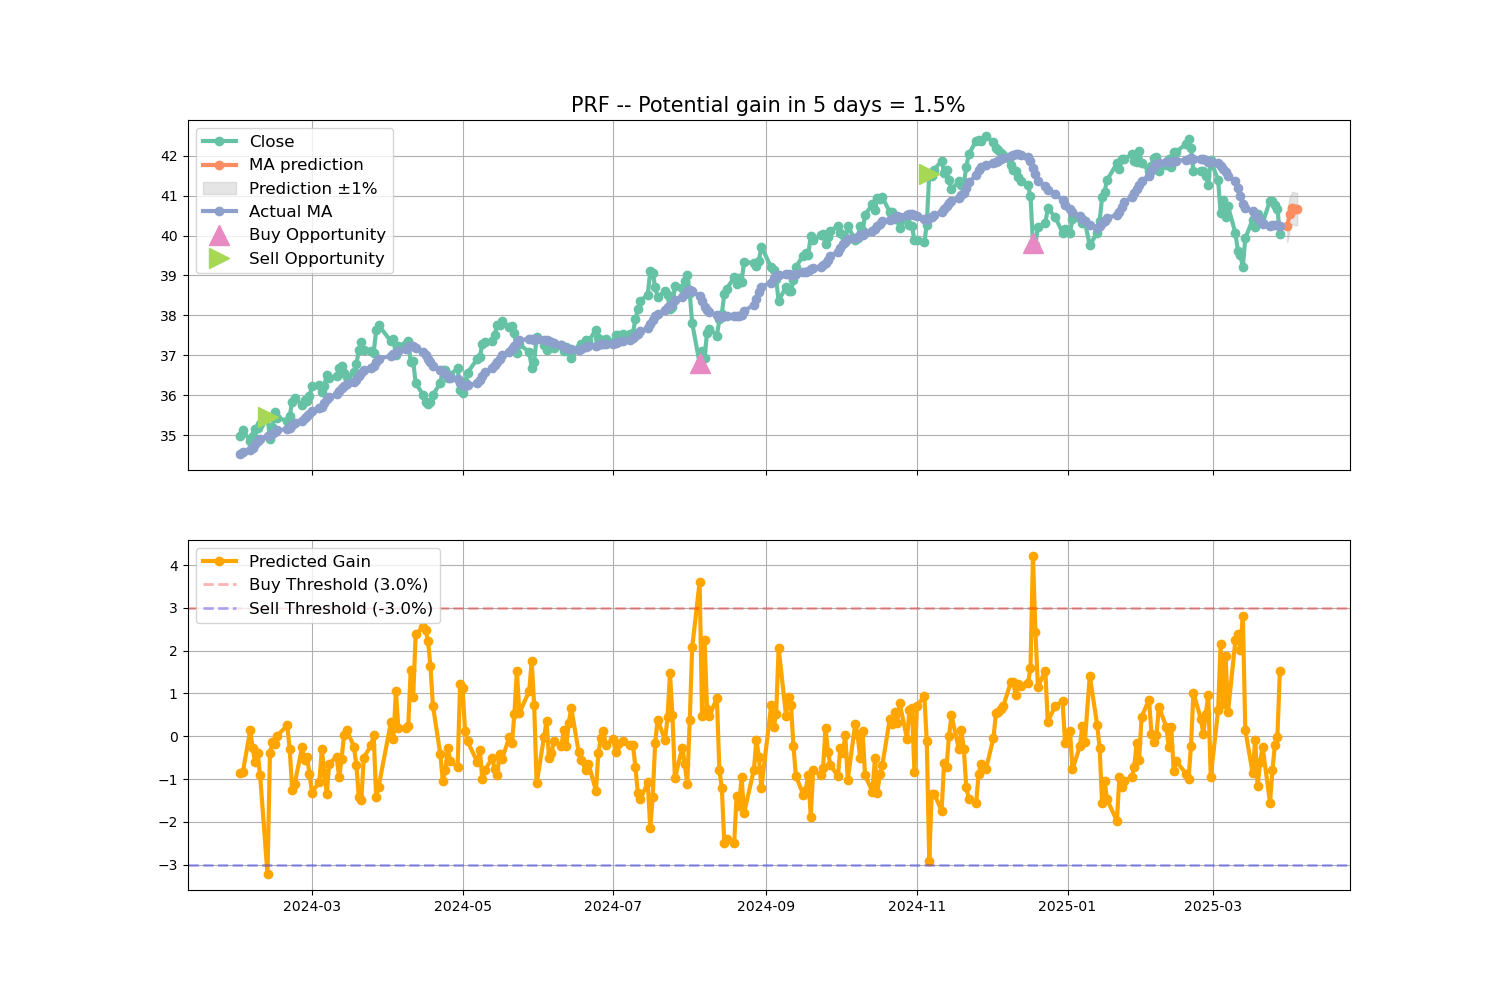 PRF -- Potential gain in 5 days = 1.5%
Close
MA prediction
Prediction ±1%
Actual MA
Buy Opportunity
Sell Opportunity
42
41
40
39
38
37
36
35
Predicted Gain
Buy Threshold (3.0%)
Sell Threshold (-3.0%)
4
3
2
1
0
−1
−2
−3
2024-03
2024-05
2024-07
2024-09
2024-11
2025-01
2025-03